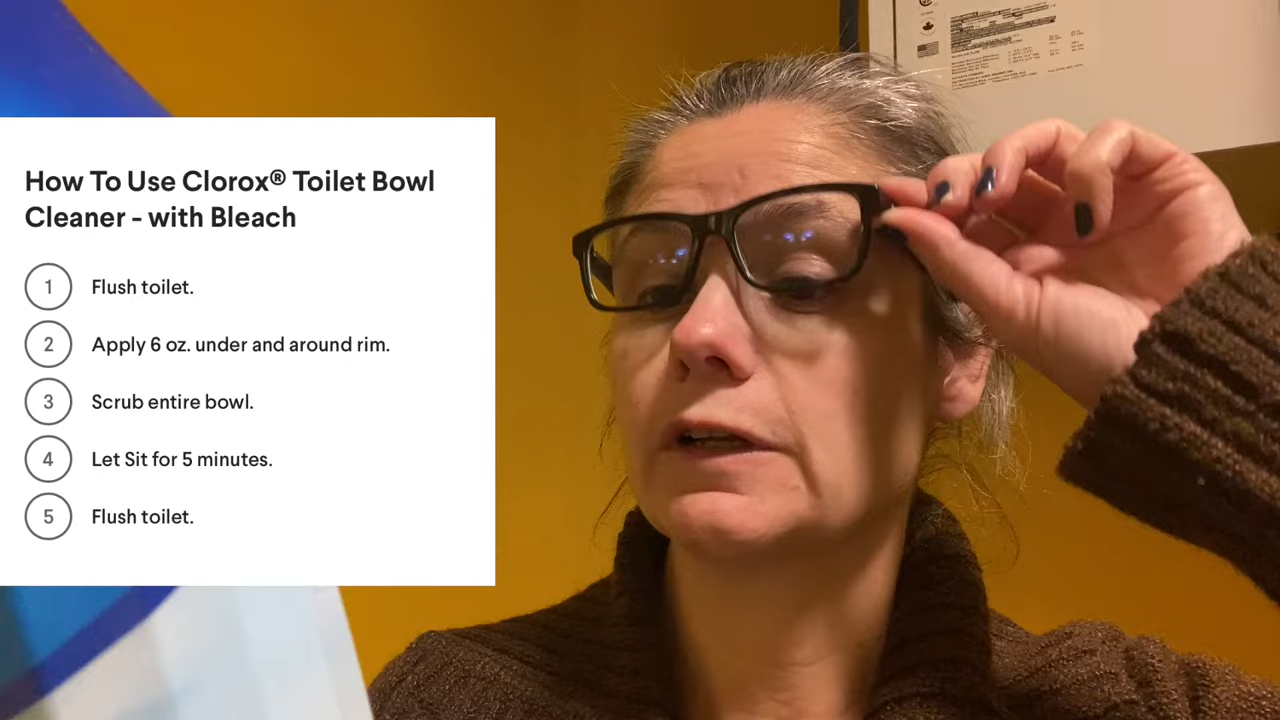 How To Use Clorox® Toilet Bowl
Cleaner - with Bleach
1 Flush toilet.
2 Apply 6 oz. under and around rim.
3 Scrub entire bowl.
4 Let Sit for 5 minutes.
5 Flush toilet.